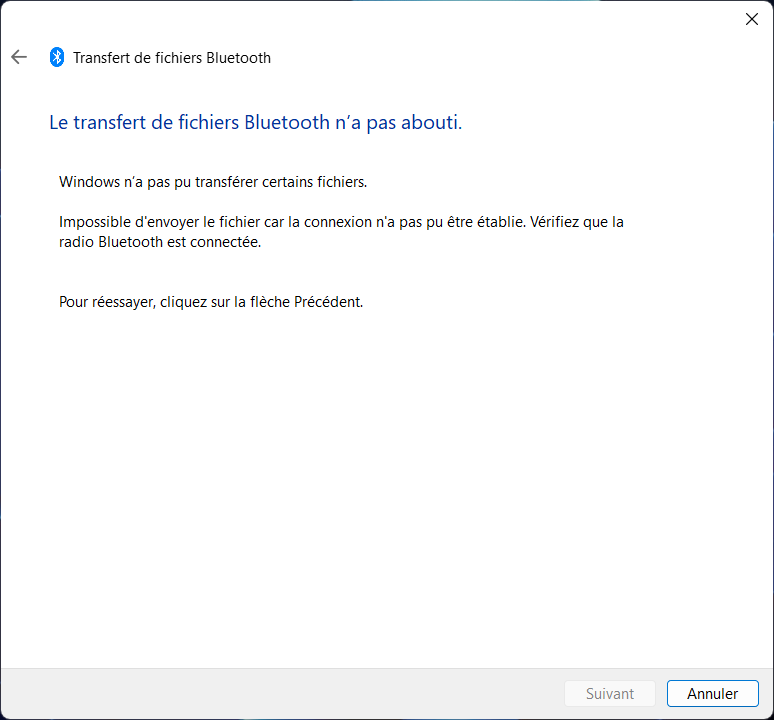 Transfert de fichiers Bluetooth
Le transfert de fichiers Bluetooth n’a pas abouti.
Windows n’a pas pu transférer certains fichiers.
Impossible d'envoyer le fichier car la connexion n'a pas pu être établie. Vérifiez que la
radio Bluetooth est connectée.
Pour réessayer, cliquez sur la flèche Précédent.
Suivant
Annuler